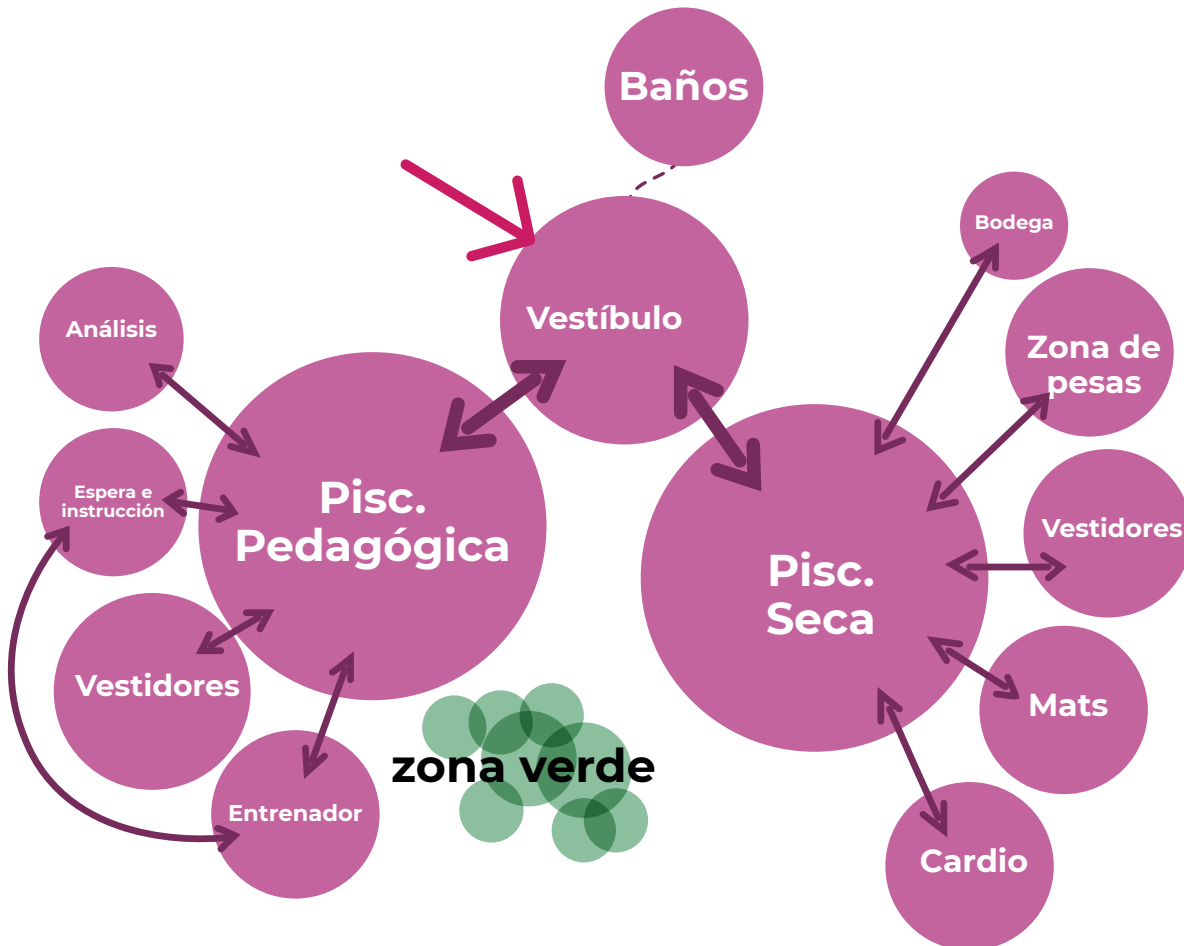 Baños
Bodega
Vestíbulo
Análisis
Zona de
pesas
Pisc.
Pedagógica
Espera e
instrucción
Vestidores
Pisc.
Seca
Vestidores
Mats
zona verde
Entrenador
Cardio